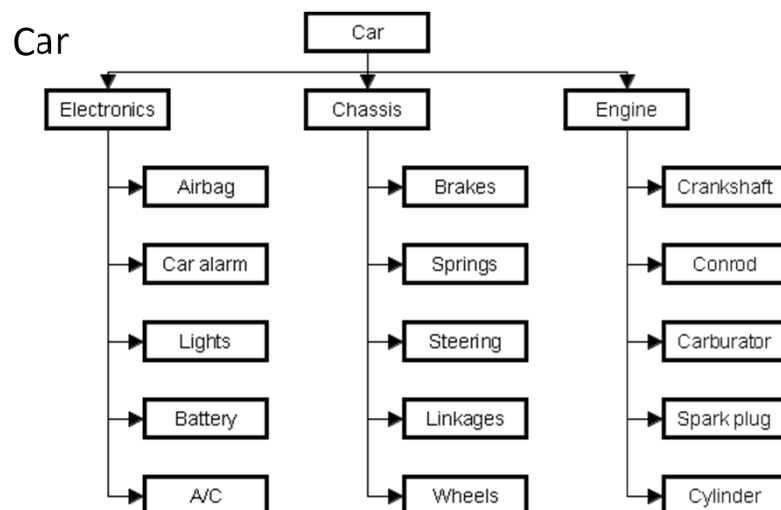 Car
Car
Electronics
Chassis
Engine
Airbag
Brakes
Crankshaft
Car alarm
Springs
Conrod
Lights
Steering
Carburator
Battery
Linkages
Spark plug
A/C
Wheels
Cylinder